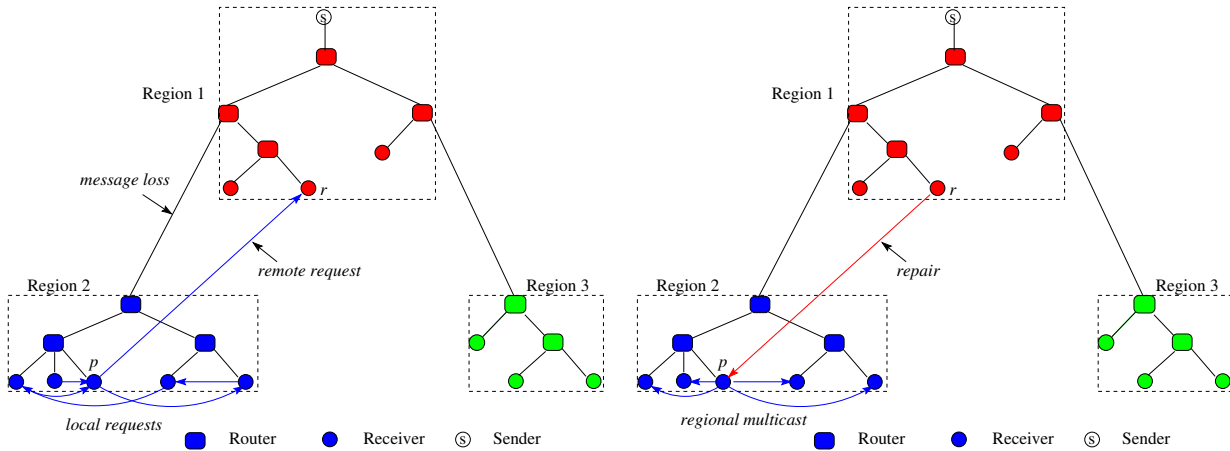 S
Region 1
r
message loss
remote request
Region 2
Region 3
p
local requests
Router
Receiver
S
Sender
S
Region 1
r
repair
Region 2
Region 3
p
regional multicast
Router
Receiver
S
Sender